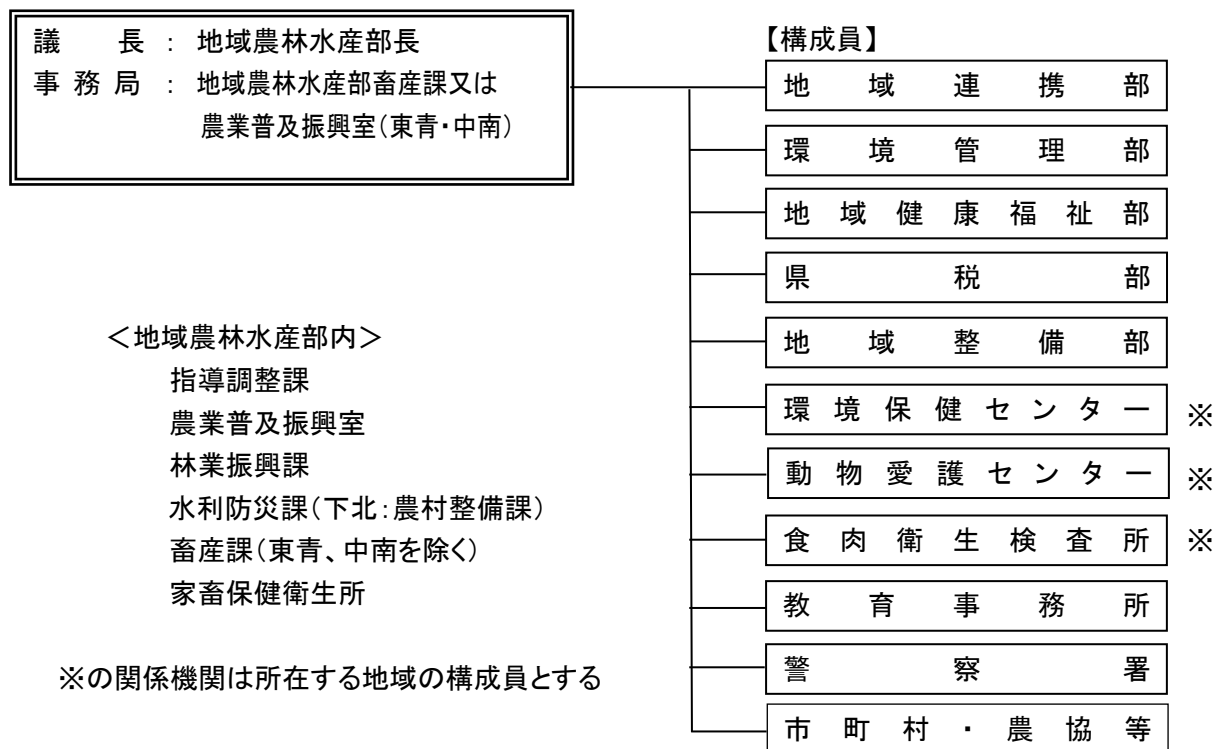 議長：地域農林水産部長
事務局：地域農林水産部畜産課又は
農業普及振興室（東青・中南）
【構成員】
地域連携部
環境管理部
地域健康福祉部
県税部
地域整備部
環境保健センター ※
動物愛護センター ※
食肉衛生検査所 ※
教育事務所
警察署
市町村・農協等
＜地域農林水産部内＞
指導調整課
農業普及振興室
林業振興課
水利防災課（下北：農村整備課）
畜産課（東青、中南を除く）
家畜保健衛生所
※の関係機関は所在する地域の構成員とする